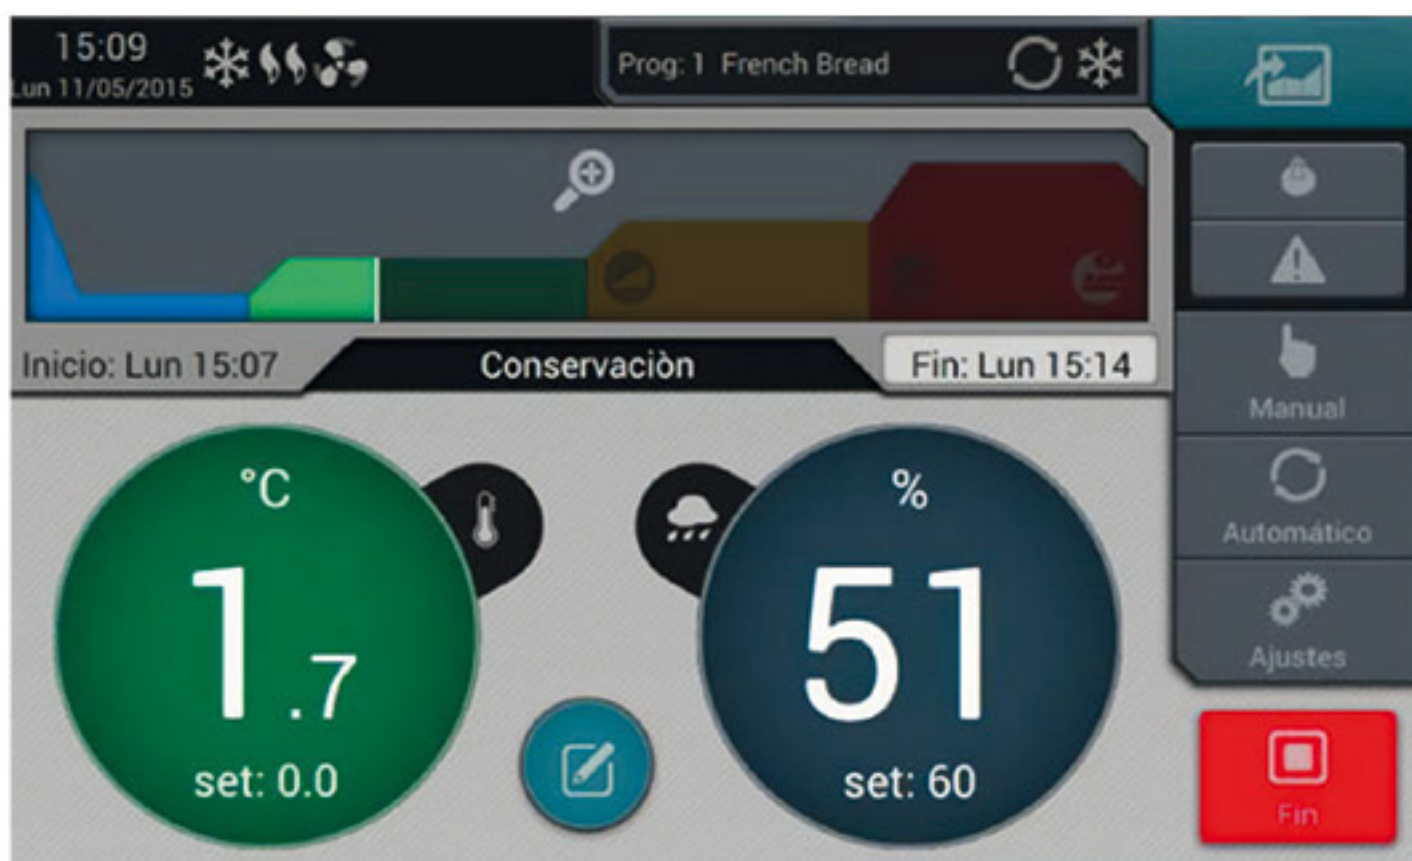 15:09
Lun 11/05/2015
Prog: 1 French Bread
Inicio: Lun 15:07
Conservaciòn
Fin: Lun 15:14
Manual
Automático
Ajustes
°C
1.7
set: 0.0
%
51
set: 60
Fin